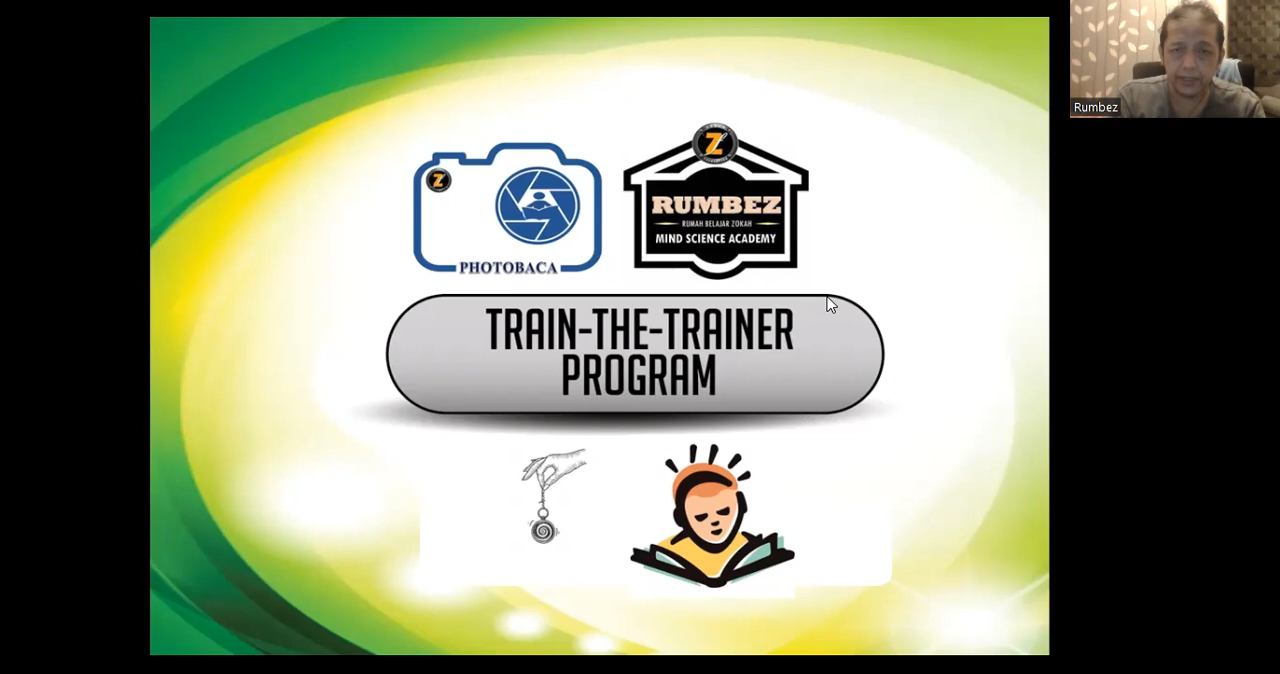 Rumbez
Z
Z
PHOTOBACA
RUMBEZ
RUMAH BELAJAR ZOKAH
MIND SCIENCE ACADEMY
TRAIN-THE-TRAINER
PROGRAM